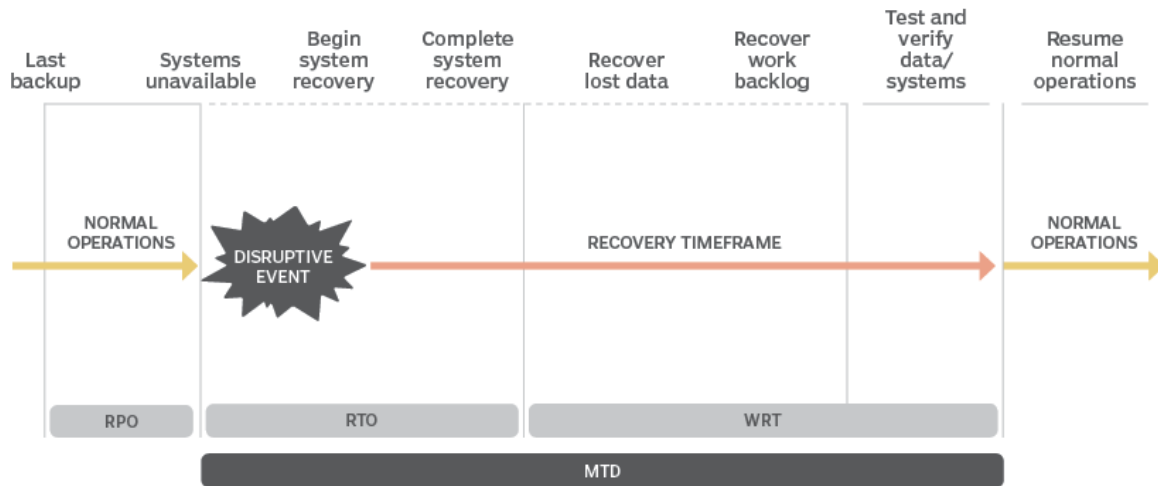 Last
backup
Systems
unavailable
Begin
system
recovery
Complete
system
recovery
Recover
lost data
Recover
work
backlog
Test and
verify
data/
systems
Resume
normal
operations
NORMAL
OPERATIONS
DISRUPTIVE
EVENT
RECOVERY TIMEFRAME
NORMAL
OPERATIONS
RPO
RTO
WRT
MTD